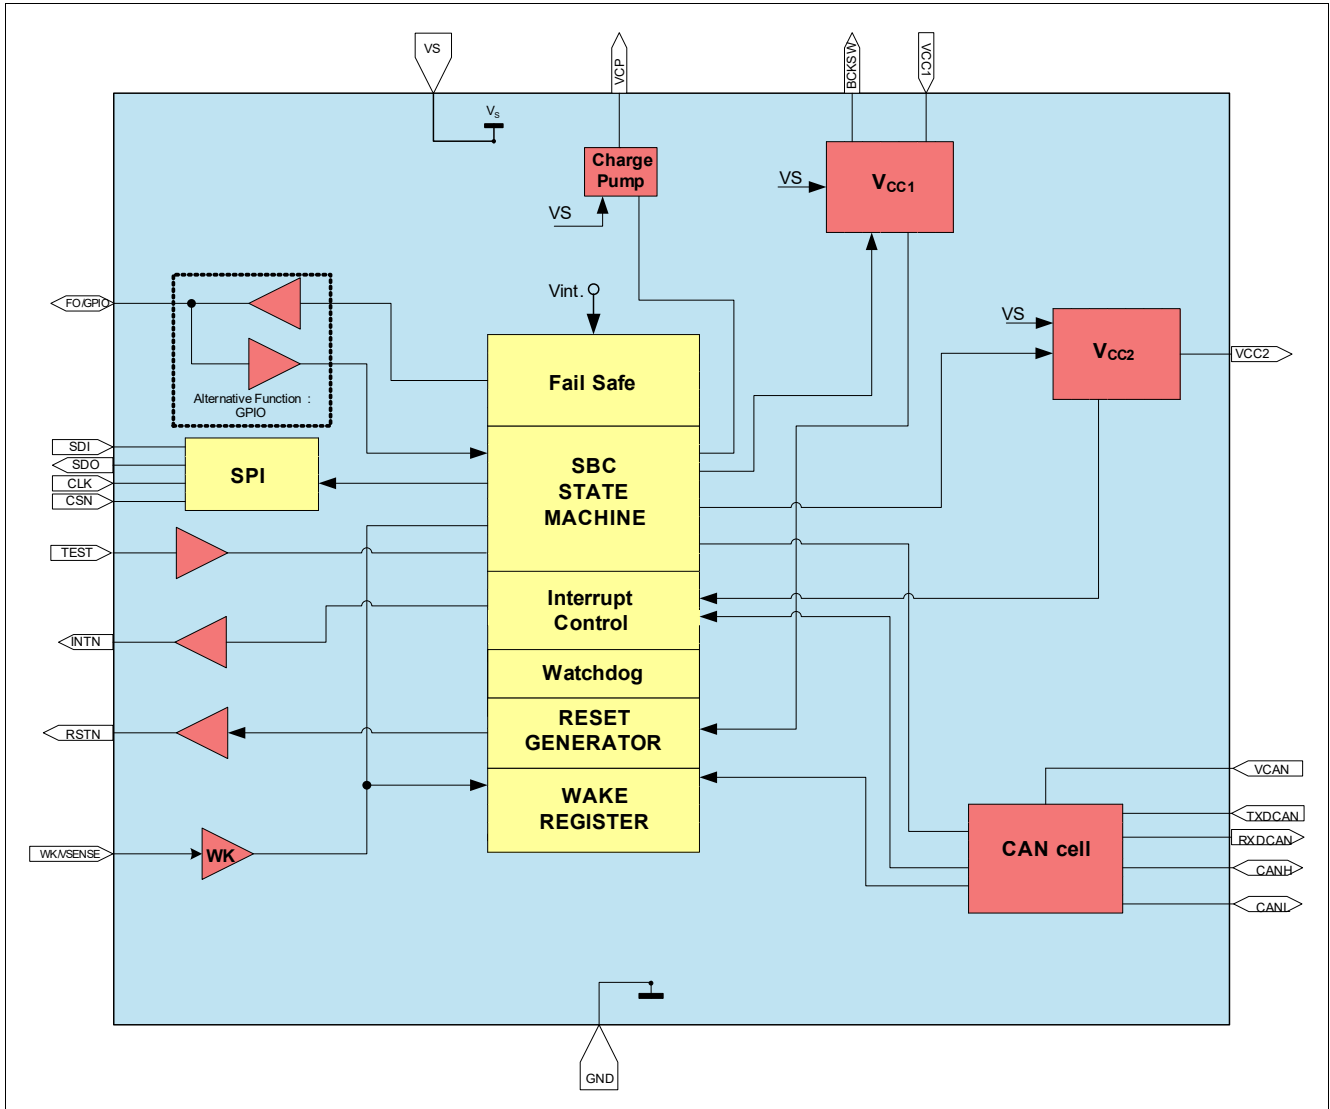 VS
VCP
BCKSW
VCC1
VS
Charge
Pump
VS
VCC1
VS
Vint.
FO/GPIO
Alternative Function :
GPIO
VS
VCC2
VCC2
Fail Safe
SDI
SDO
CLK
CSN
SPI
SBC
STATE
MACHINE
TEST
Interrupt
Control
INTN
Watchdog
RSTN
RESET
GENERATOR
WAKE
REGISTER
WK/VSENSE
WK
VCAN
TXDCAN
RXDCAN
CANH
CANL
CAN cell
GND